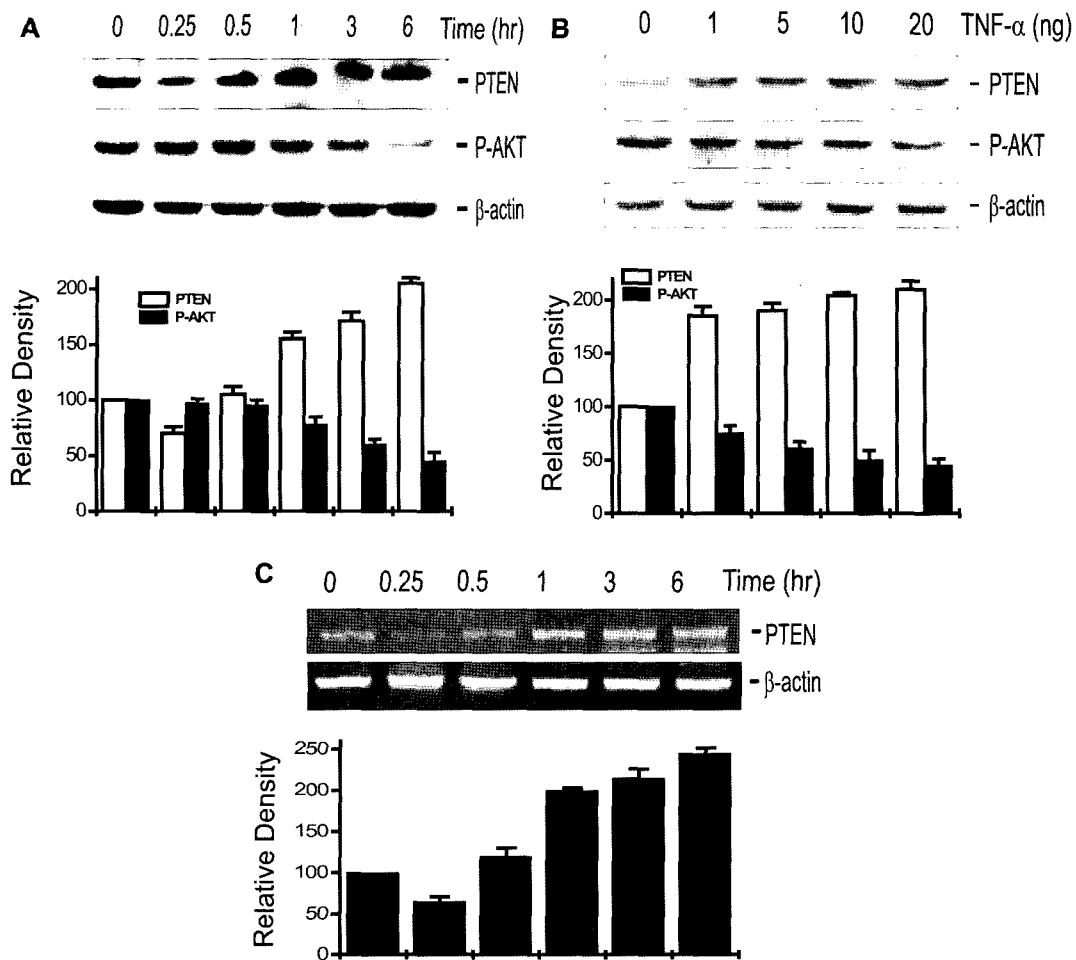 A 0 0.25 0.5 1 3 6 Time (hr)
PTEN
P-AKT
β-actin
Relative Density
200
150
100
50
0
PTEN
P-AKT
B 0 1 5 10 20 TNF-α (ng)
PTEN
P-AKT
β-actin
Relative Density
200
150
100
50
0
PTEN
P-AKT
C 0 0.25 0.5 1 3 6 Time (hr)
PTEN
β-actin
Relative Density
250
200
150
100
50
0